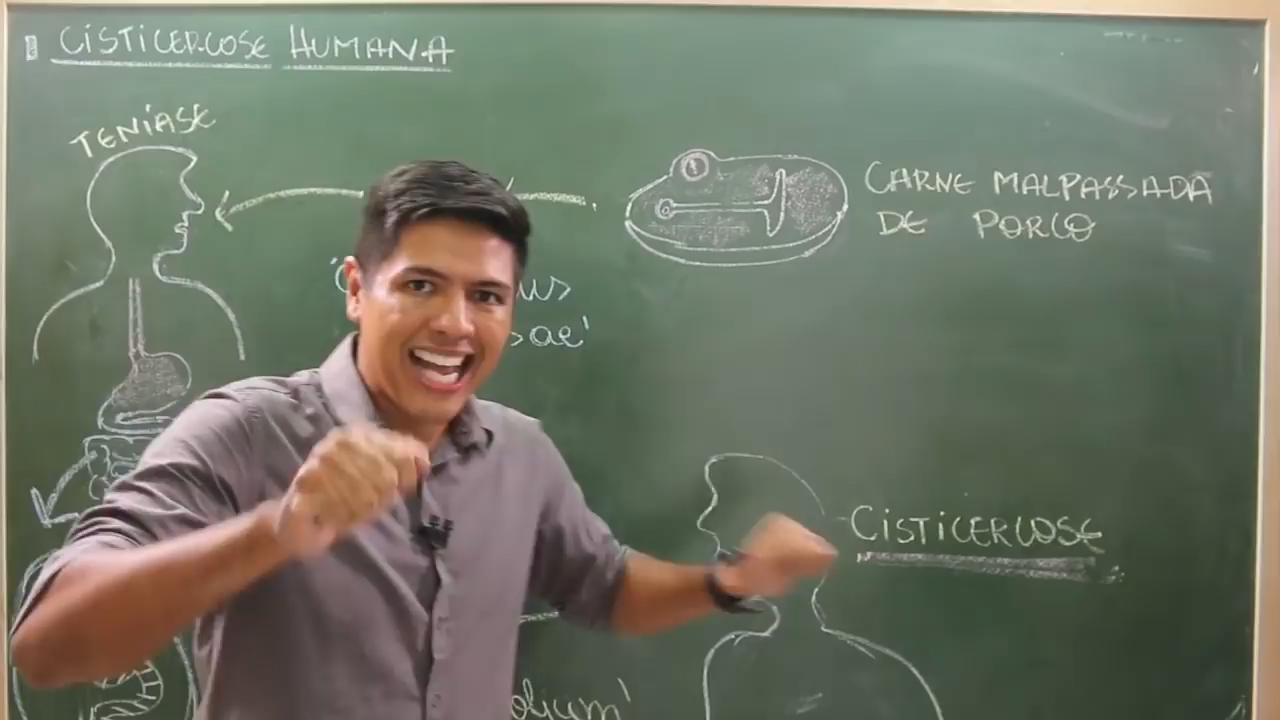 CISTICERCOSE HUMANA
TENÍASE
CARNE MALPASSADA
DE PORCO
CISTICERCOSE